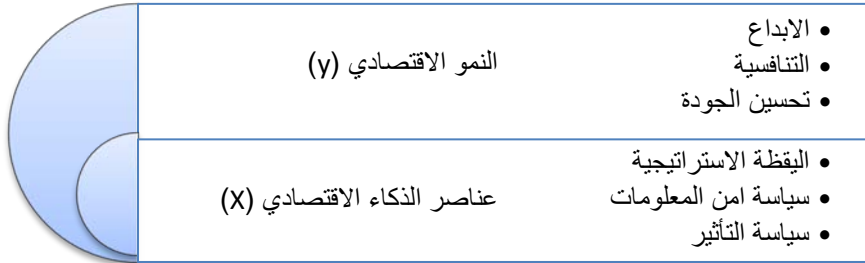 النمو الاقتصادي (y)
• الابداع
• التنافسية
• تحسين الجودة
عناصر الذكاء الاقتصادي (X)
• اليقظة الاستراتيجية
• سياسة امن المعلومات
• سياسة التأثير